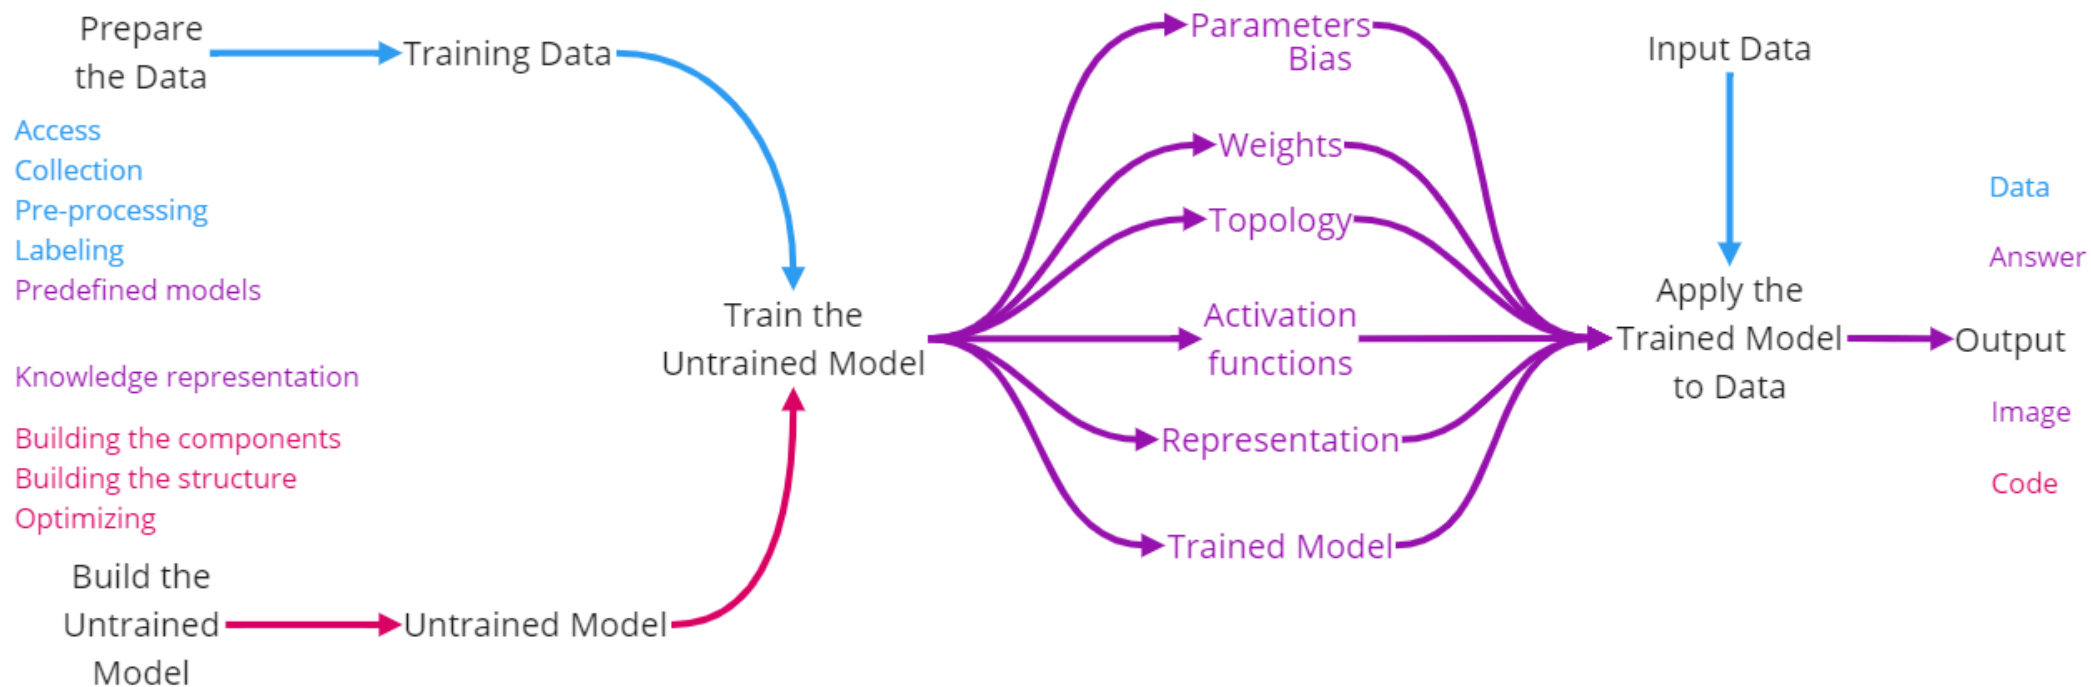 Prepare
the Data
Training Data
Access
Collection
Pre-processing
Labeling
Predefined models
Knowledge representation
Building the components
Building the structure
Optimizing
Build the
Untrained
Model
Untrained Model
Train the
Untrained Model
Parameters
Bias
Weights
Topology
Activation
functions
Representation
Trained Model
Input Data
Apply the
Trained Model
to Data
Data
Answer
Output
Image
Code